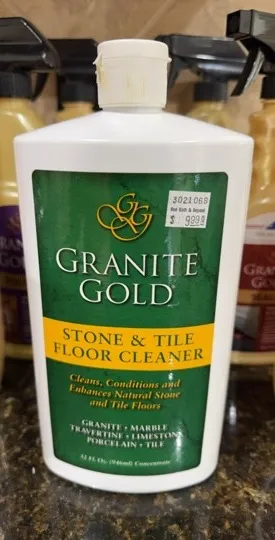 GG
3021068
$ 9.89
GRANITE
GOLD
STONE & TILE
FLOOR CLEANER
Cleans, Conditions and
Enhances Natural Stone
and Tile Floors
GRANITE • MARBLE
TRAVERTINE • LIMESTONE
PORCELAIN • TILE
32 FL. Oz. (946ml) Concentrate